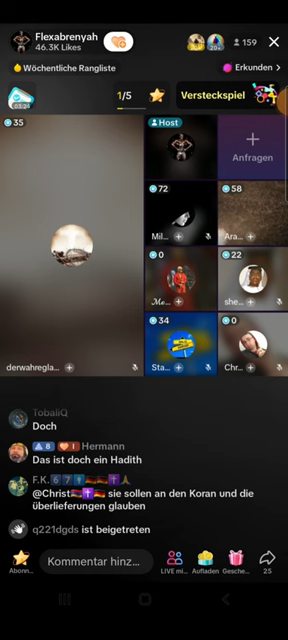 Flexabrenyah
46.3K Likes
159
Wöchentliche Rangliste
Erkunden >
03:24
1/5
Versteckspiel
35
Host
Anfragen
72
Mil...
58
Ara...
0
22
she...
34
Sta...
0
Chr...
derwahregla...
TobaliQ
Doch
8 1 Hermann
Das ist doch ein Hadith
F.K. 6 7
@Christ sie sollen an den Koran und die
überlieferungen glauben
q221dgds ist beigetreten
Abonn...
Kommentar hinz...
LIVE mi...
Aufladen
Gesche...
25